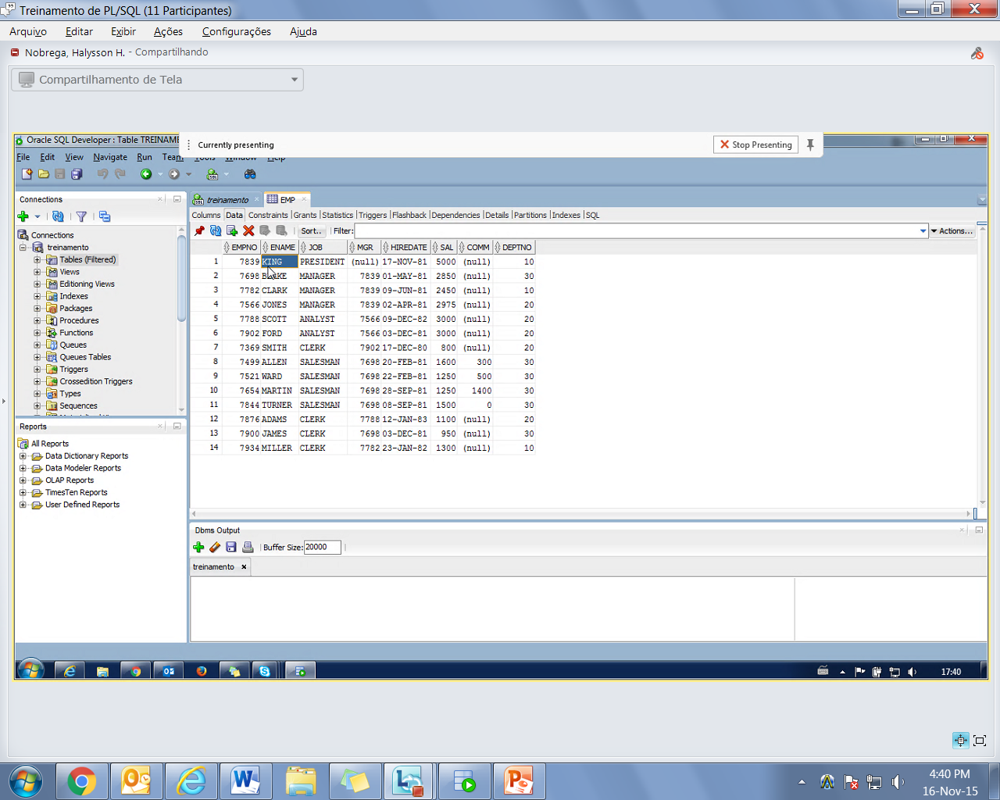 Treinamento de PL/SQL (11 Participantes)
Arquivo Editar Exibir Ações Configurações Ajuda
Nobrega, Halysson H. - Compartilhando
Compartilhamento de Tela
Oracle SQL Developer : Table TREINAME
Currently presenting
Stop Presenting
File Edit View Navigate Run Team Tools Window Help
Connections
Connections
treinamento
Tables (Filtered)
Views
Editioning Views
Indexes
Packages
Procedures
Functions
Queues
Queues Tables
Triggers
Crossedition Triggers
Types
Sequences
Reports
All Reports
Data Dictionary Reports
Data Modeler Reports
OLAP Reports
TimesTen Reports
User Defined Reports
treinamento EMP
Columns Data Constraints Grants Statistics Triggers Flashback Dependencies Details Partitions Indexes SQL
Sort.. Filter: Actions...
EMPNO ENAME JOB MGR HIREDATE SAL COMM DEPTNO
1 7839 KING PRESIDENT (null) 17-NOV-81 5000 (null) 10
2 7698 BLAKE MANAGER 7839 01-MAY-81 2850 (null) 30
3 7782 CLARK MANAGER 7839 09-JUN-81 2450 (null) 10
4 7566 JONES MANAGER 7839 02-APR-81 2975 (null) 20
5 7788 SCOTT ANALYST 7566 09-DEC-82 3000 (null) 20
6 7902 FORD ANALYST 7566 03-DEC-81 3000 (null) 20
7 7369 SMITH CLERK 7902 17-DEC-80 800 (null) 20
8 7499 ALLEN SALESMAN 7698 20-FEB-81 1600 300 30
9 7521 WARD SALESMAN 7698 22-FEB-81 1250 500 30
10 7654 MARTIN SALESMAN 7698 28-SEP-81 1250 1400 30
11 7844 TURNER SALESMAN 7698 08-SEP-81 1500 0 30
12 7876 ADAMS CLERK 7788 12-JAN-83 1100 (null) 20
13 7900 JAMES CLERK 7698 03-DEC-81 950 (null) 30
14 7934 MILLER CLERK 7782 23-JAN-82 1300 (null) 10
Dbms Output
Buffer Size: 20000
treinamento
17:40
4:40 PM
16-Nov-15